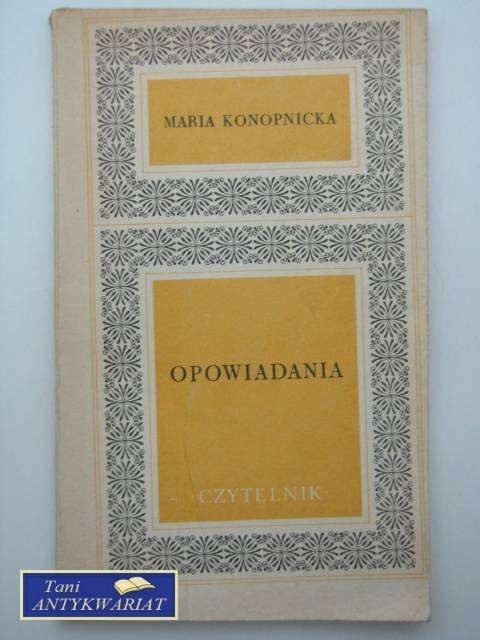 MARIA KONOPNICKA
OPOWIADANIA
CZYTELNIK
Tani
ANTYKWARIAT